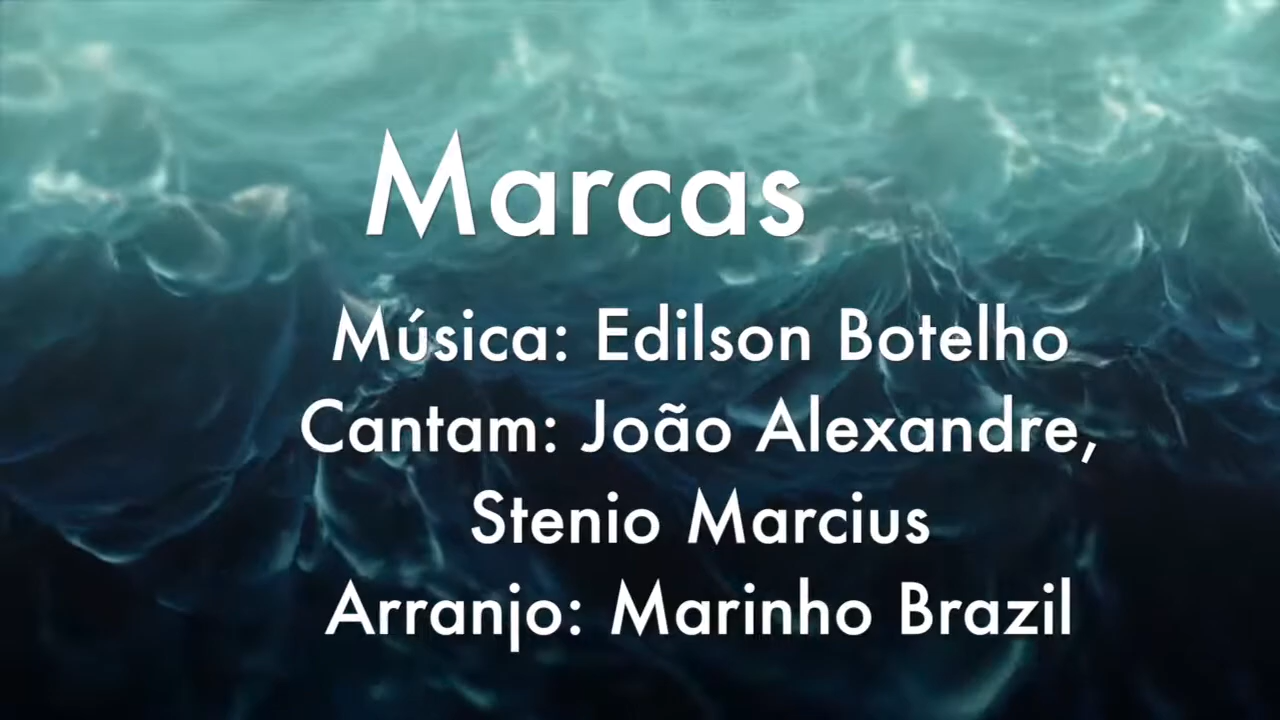 Marcas
Música: Edilson Botelho
Cantam: João Alexandre,
Stenio Marcius
Arranjo: Marinho Brazil